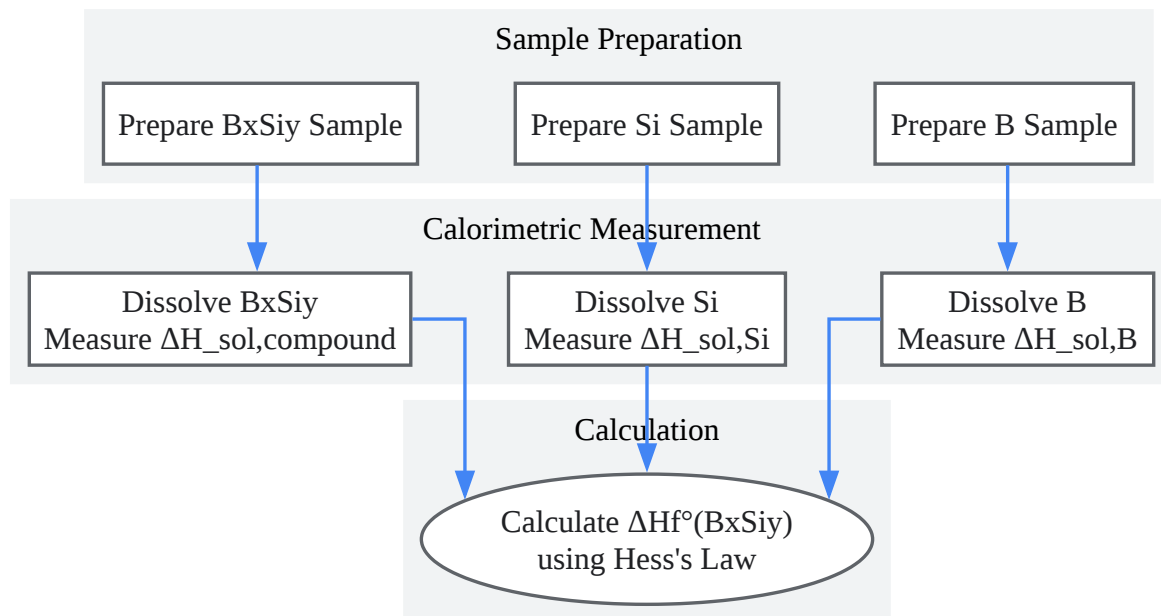 Sample Preparation
Prepare BxSiy Sample
Prepare Si Sample
Prepare B Sample
Calorimetric Measurement
Dissolve BxSiy
Measure ΔH_sol,compound
Dissolve Si
Measure ΔH_sol,Si
Dissolve B
Measure ΔH_sol,B
Calculation
Calculate ΔHf°(BxSiy)
using Hess's Law